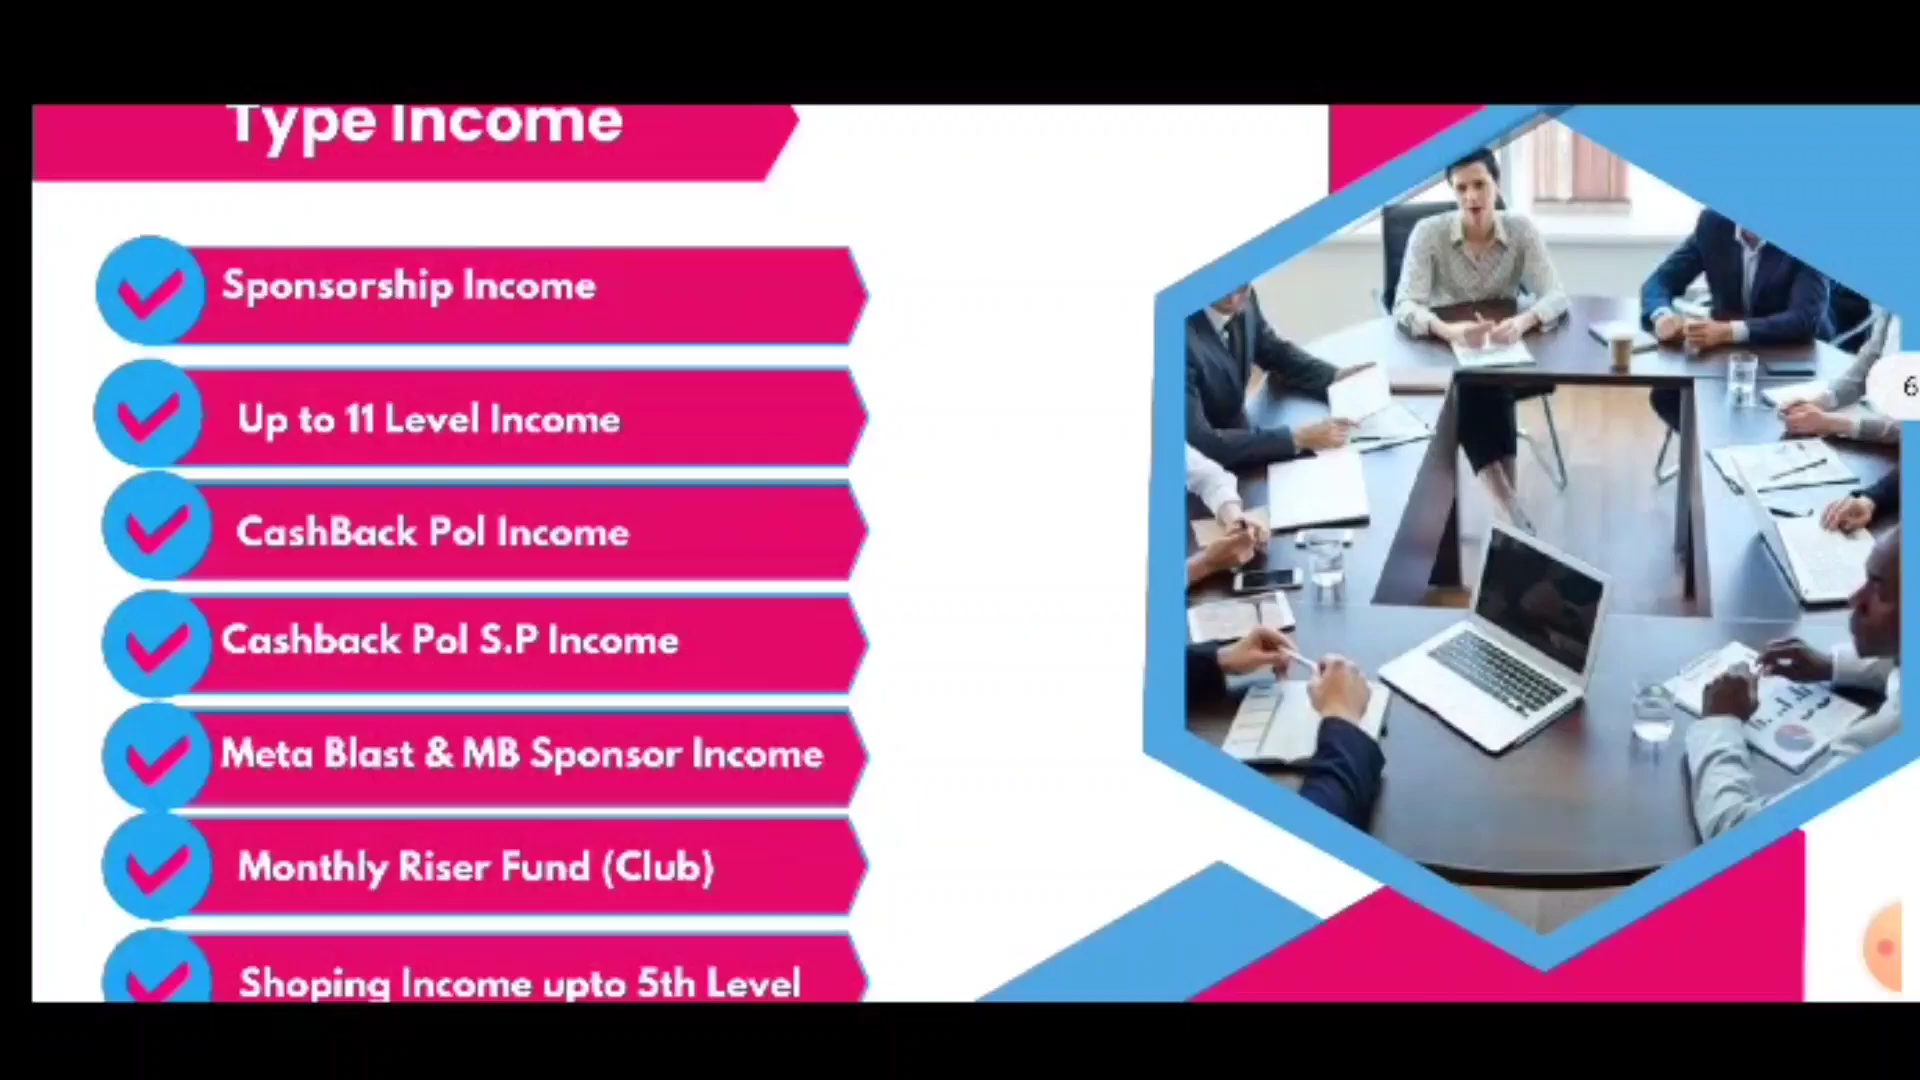 Type Income
Sponsorship Income
Up to 11 Level Income
CashBack Pol Income
Cashback Pol S.P Income
Meta Blast & MB Sponsor Income
Monthly Riser Fund (Club)
Shoping Income upto 5th Level
6